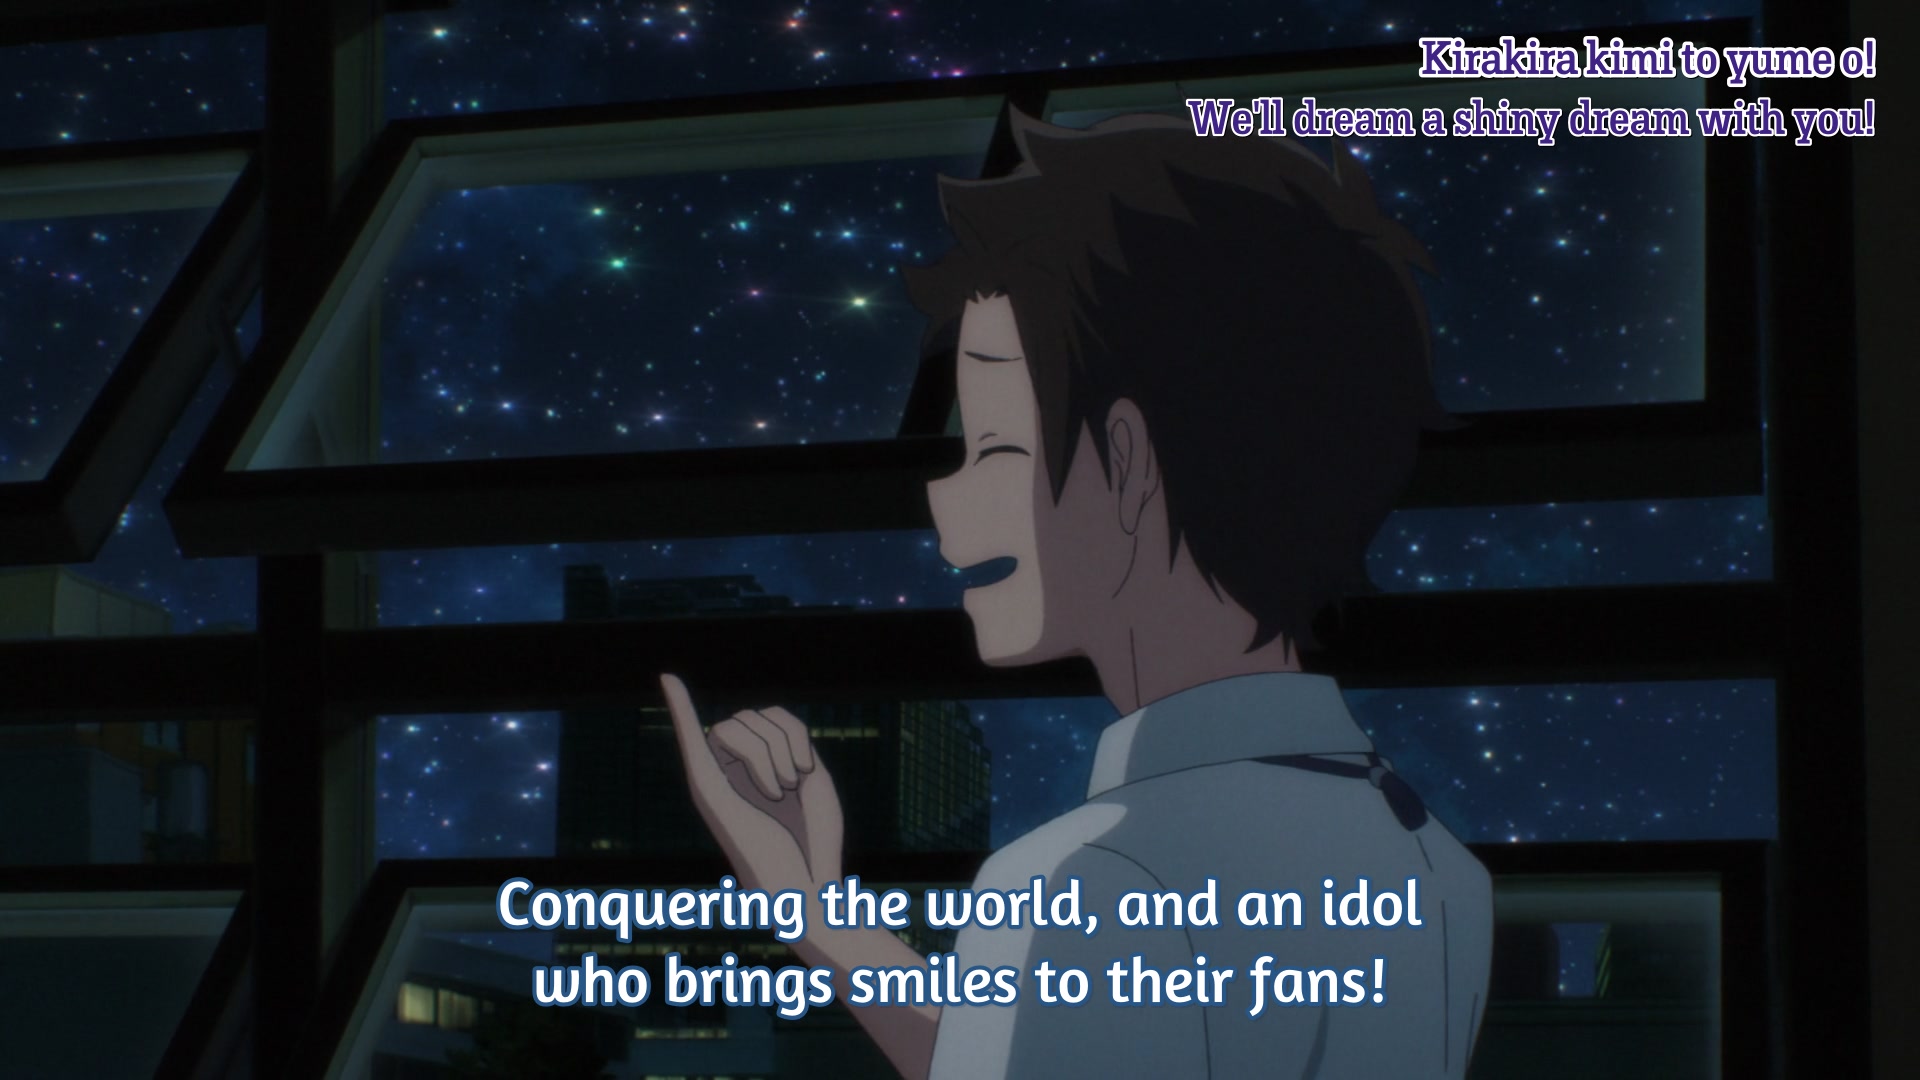 Kirakira kimi to yume o!
We'll dream a shiny dream with you!
Conquering the world, and an idol
who brings smiles to their fans!